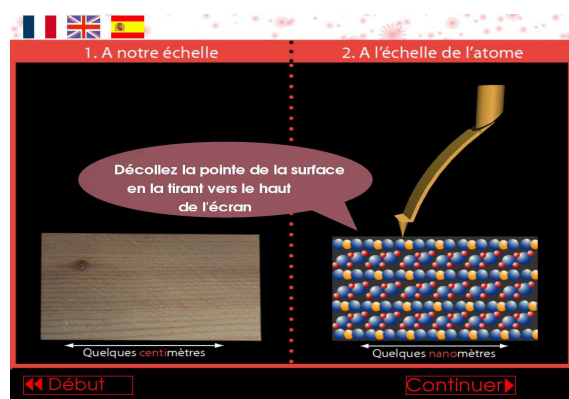 1. A notre échelle
2. A l'échelle de l'atome
Décollez la pointe de la surface
en la tirant vers le haut
de l'écran
Quelques centimètres
Quelques nanomètres
Début
Continuer